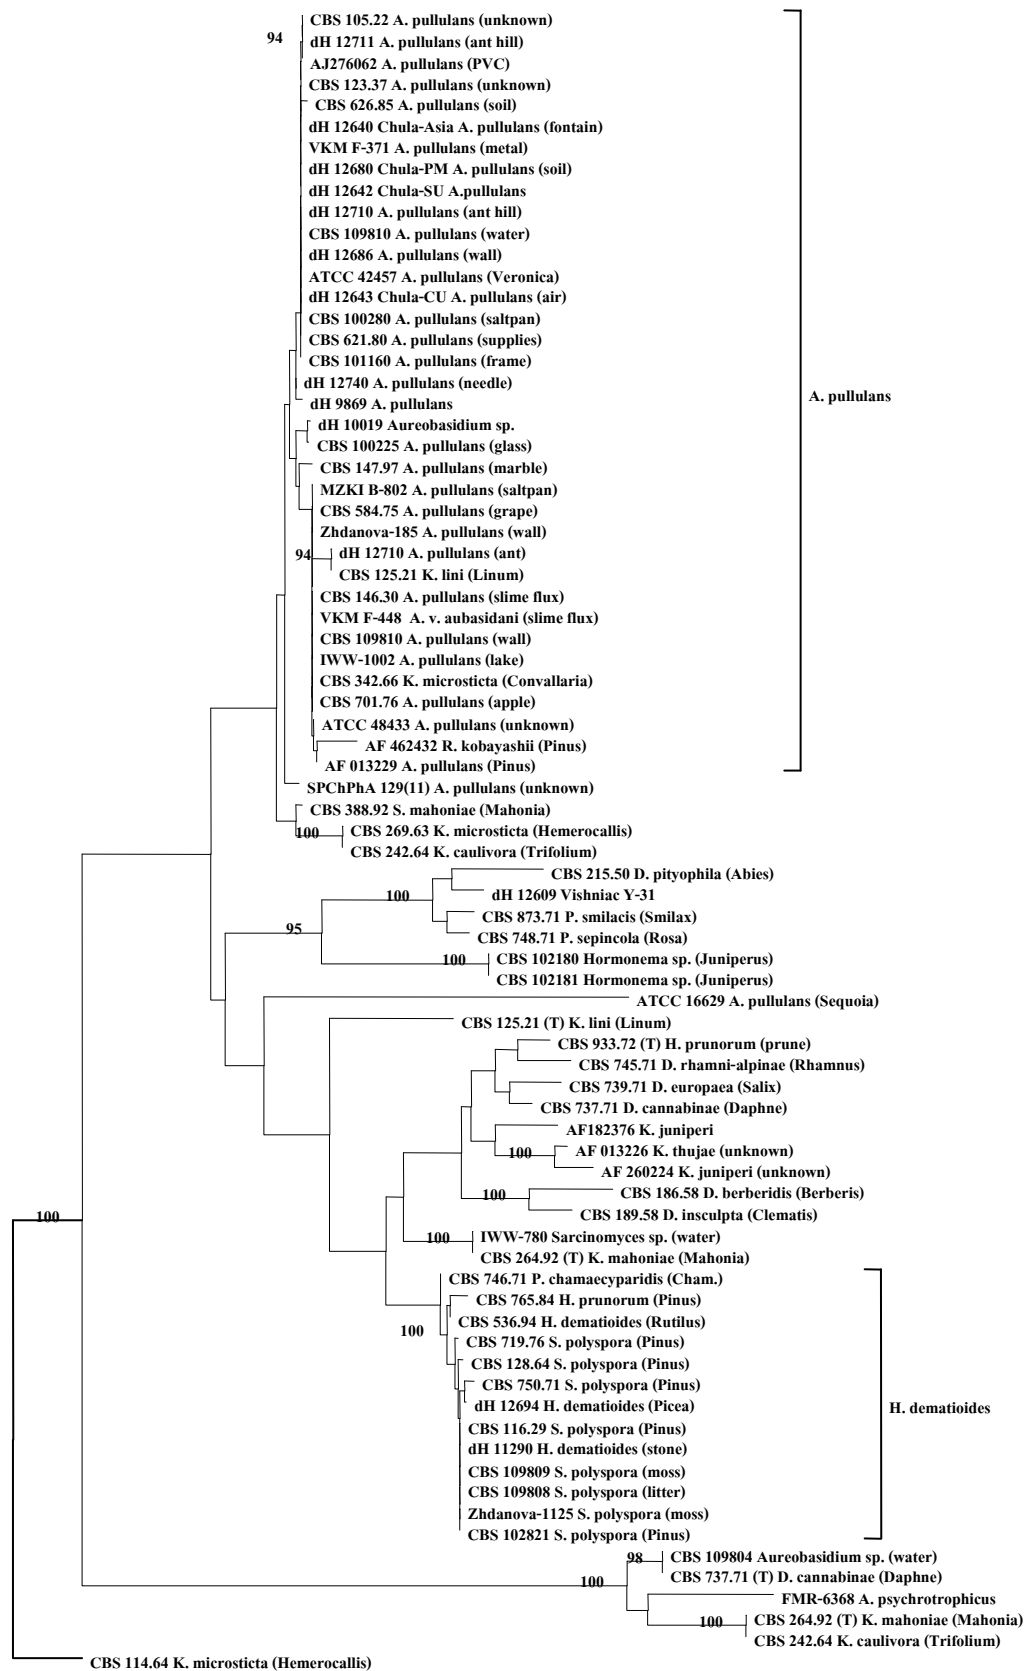 CBS 105.22 A. pullulans (unknown)
94
dH 12711 A. pullulans (ant hill)
AJ276062 A. pullulans (PVC)
CBS 123.37 A. pullulans (unknown)
CBS 626.85 A. pullulans (soil)
dH 12640 Chula-Asia A. pullulans (fontain)
VKM F-371 A. pullulans (metal)
dH 12680 Chula-PM A. pullulans (soil)
dH 12642 Chula-SU A.pullulans
dH 12710 A. pullulans (ant hill)
CBS 109810 A. pullulans (water)
dH 12686 A. pullulans (wall)
ATCC 42457 A. pullulans (Veronica)
dH 12643 Chula-CU A. pullulans (air)
CBS 100280 A. pullulans (saltpan)
CBS 621.80 A. pullulans (supplies)
CBS 101160 A. pullulans (frame)
dH 12740 A. pullulans (needle)
A. pullulans
dH 9869 A. pullulans
dH 10019 Aureobasidium sp.
CBS 100225 A. pullulans (glass)
CBS 147.97 A. pullulans (marble)
MZKI B-802 A. pullulans (saltpan)
CBS 584.75 A. pullulans (grape)
Zhdanova-185 A. pullulans (wall)
94
dH 12710 A. pullulans (ant)
CBS 125.21 K. lini (Linum)
CBS 146.30 A. pullulans (slime flux)
VKM F-448 A. v. aubasidani (slime flux)
CBS 109810 A. pullulans (wall)
IWW-1002 A. pullulans (lake)
CBS 342.66 K. microsticta (Convallaria)
CBS 701.76 A. pullulans (apple)
ATCC 48433 A. pullulans (unknown)
AF 462432 R. kobayashii (Pinus)
AF 013229 A. pullulans (Pinus)
SPChPhA 129(11) A. pullulans (unknown)
CBS 388.92 S. mahoniae (Mahonia)
100
CBS 269.63 K. microsticta (Hemerocallis)
CBS 242.64 K. caulivora (Trifolium)
CBS 215.50 D. pityophila (Abies)
100
dH 12609 Vishniac Y-31
CBS 873.71 P. smilacis (Smilax)
95
CBS 748.71 P. sepincola (Rosa)
100
CBS 102180 Hormonema sp. (Juniperus)
CBS 102181 Hormonema sp. (Juniperus)
ATCC 16629 A. pullulans (Sequoia)
CBS 125.21 (T) K. lini (Linum)
CBS 933.72 (T) H. prunorum (prune)
CBS 745.71 D. rhamni-alpinae (Rhamnus)
CBS 739.71 D. europaea (Salix)
CBS 737.71 D. cannabinae (Daphne)
AF182376 K. juniperi
100
AF 013226 K. thujae (unknown)
AF 260224 K. juniperi (unknown)
100
CBS 186.58 D. berberidis (Berberis)
CBS 189.58 D. insculpta (Clematis)
100
100
IWW-780 Sarcinomyces sp. (water)
CBS 264.92 (T) K. mahoniae (Mahonia)
CBS 746.71 P. chamaecyparidis (Cham.)
CBS 765.84 H. prunorum (Pinus)
CBS 536.94 H. dematioides (Rutilus)
100
CBS 719.76 S. polyspora (Pinus)
CBS 128.64 S. polyspora (Pinus)
CBS 750.71 S. polyspora (Pinus)
dH 12694 H. dematioides (Picea)
H. dematioides
CBS 116.29 S. polyspora (Pinus)
dH 11290 H. dematioides (stone)
CBS 109809 S. polyspora (moss)
CBS 109808 S. polyspora (litter)
Zhdanova-1125 S. polyspora (moss)
CBS 102821 S. polyspora (Pinus)
98
CBS 109804 Aureobasidium sp. (water)
100
CBS 737.71 (T) D. cannabinae (Daphne)
FMR-6368 A. psychrotrophicus
100
CBS 264.92 (T) K. mahoniae (Mahonia)
CBS 242.64 K. caulivora (Trifolium)
CBS 114.64 K. microsticta (Hemerocallis)